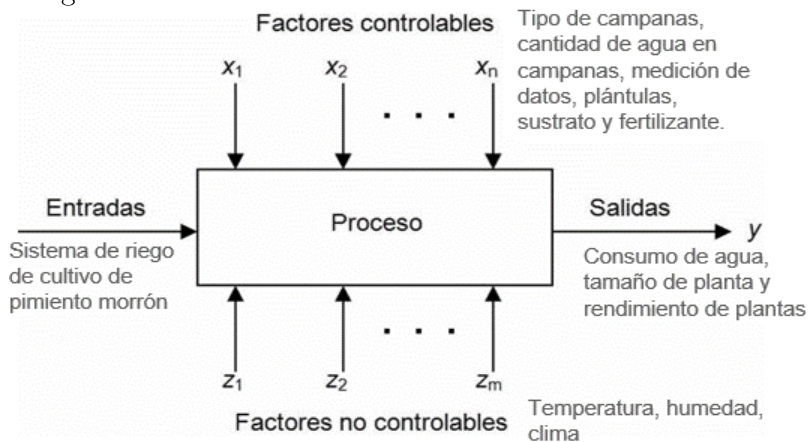 Factores controlables
Tipo de campanas,
cantidad de agua en
campanas, medición de
datos, plántulas,
sustrato y fertilizante.
x1 x2 . . . xn
Entradas
Sistema de riego
de cultivo de
pimiento morrón
Proceso
Salidas
y
Consumo de agua,
tamaño de planta y
rendimiento de plantas
z1 z2 . . . zm
Factores no controlables
Temperatura, humedad,
clima